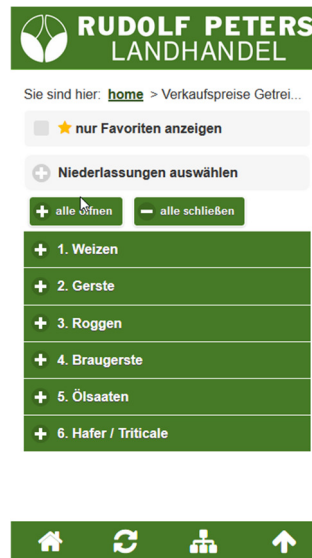 RUDOLF PETERS
LANDHANDEL
Sie sind hier: home > Verkaufspreise Getrei...
nur Favoriten anzeigen
Niederlassungen auswählen
alle öffnen alle schließen
1. Weizen
2. Gerste
3. Roggen
4. Braugerste
5. Ölsaaten
6. Hafer / Triticale